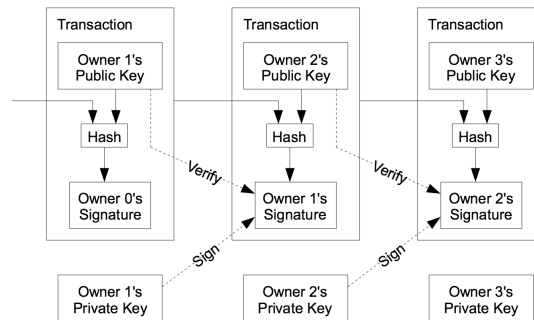 Transaction
Transaction
Transaction
Owner 1's
Public Key
Owner 2's
Public Key
Owner 3's
Public Key
Hash
Hash
Hash
Verify
Verify
Owner 0's
Signature
Owner 1's
Signature
Owner 2's
Signature
Sign
Sign
Owner 1's
Private Key
Owner 2's
Private Key
Owner 3's
Private Key